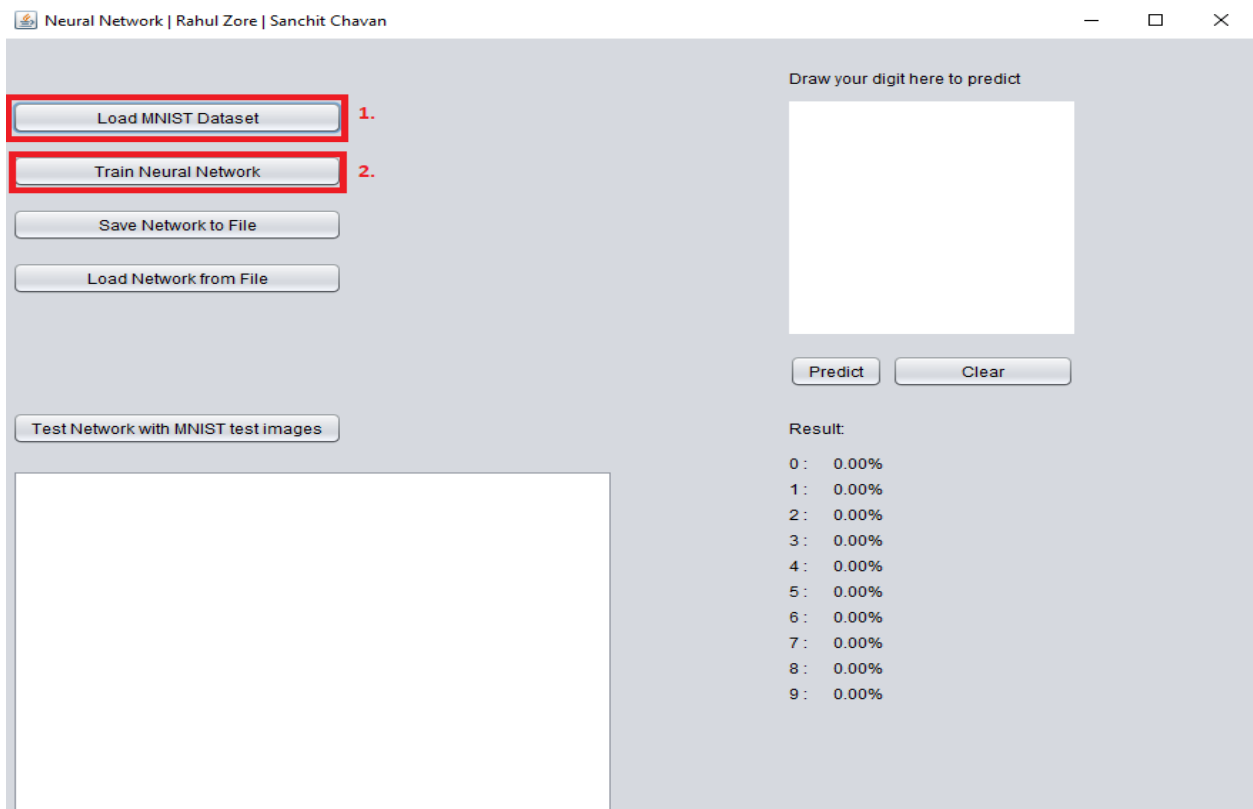 Neural Network | Rahul Zore | Sanchit Chavan
Load MNIST Dataset
1.
Train Neural Network
2.
Save Network to File
Load Network from File
Test Network with MNIST test images
Draw your digit here to predict
Predict
Clear
Result:
0 : 0.00%
1 : 0.00%
2 : 0.00%
3 : 0.00%
4 : 0.00%
5 : 0.00%
6 : 0.00%
7 : 0.00%
8 : 0.00%
9 : 0.00%